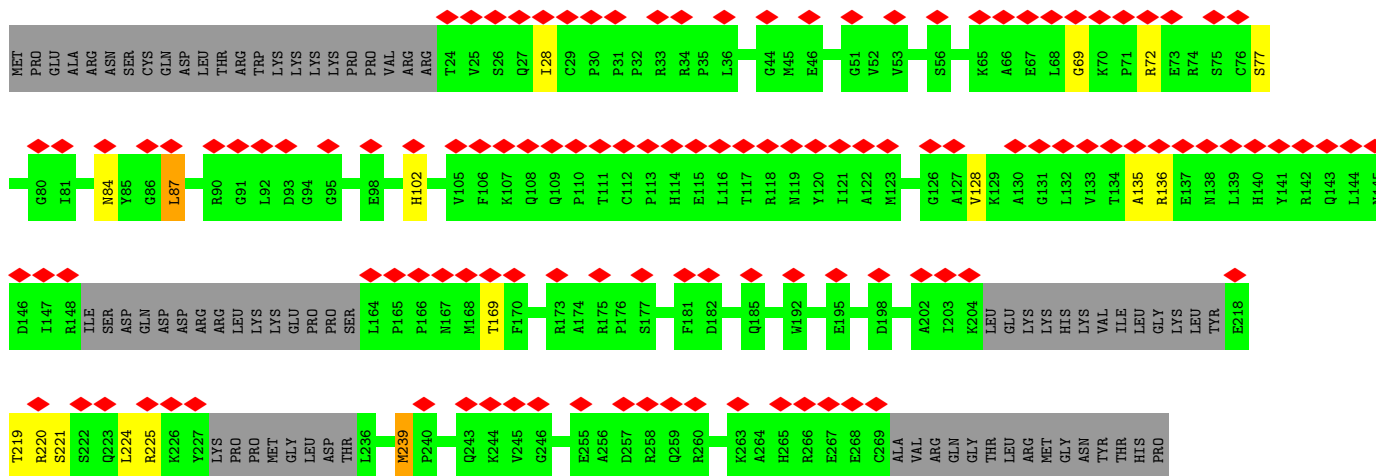 MET PRO GLU ALA ARG ASN SER CYS GLN ASP LEU THR ARG TRP LYS LYS LYS LYS PRO PRO VAL ARG ARG T24 V25 S26 Q27 I28 C29 P30 P31 P32 R33 R34 P35 L36 G44 M45 E46 G51 V52 V53 S56 K65 A66 E67 L68 G69 K70 P71 R72 E73 R74 S75 C76 S77
G80 I81 N84 Y85 G86 L87 R90 G91 L92 D93 G94 G95 E98 H102 V105 F106 K107 Q108 Q109 P110 T111 C112 P113 H114 E115 L116 T117 R118 N119 Y120 I121 A122 M123 G126 A127 V128 K129 A130 G131 L132 V133 T134 A135 R136 E137 N138 L139 H140 Y141 R142 Q143 L144 N145
D146 I147 R148 ILE SER ASP GLN ASP ASP ARG ARG LEU LYS LYS GLU PRO PRO SER L164 P165 P166 N167 M168 T169 F170 R173 A174 R175 P176 S177 F181 D182 Q185 W192 E195 D198 A202 I203 K204 LEU GLU LYS LYS HIS LYS VAL ILE LEU GLY LYS LEU TYR E218
T219 R220 S221 S222 Q223 L224 R225 K226 Y227 LYS PRO PRO MET GLY LEU ASP THR L236 M239 P240 Q243 K244 V245 G246 E255 A256 D257 R258 Q259 R260 K263 A264 H265 R266 E267 E268 C269 ALA VAL ARG GLN GLY THR LEU ARG MET GLY ASN TYR THR HIS PRO